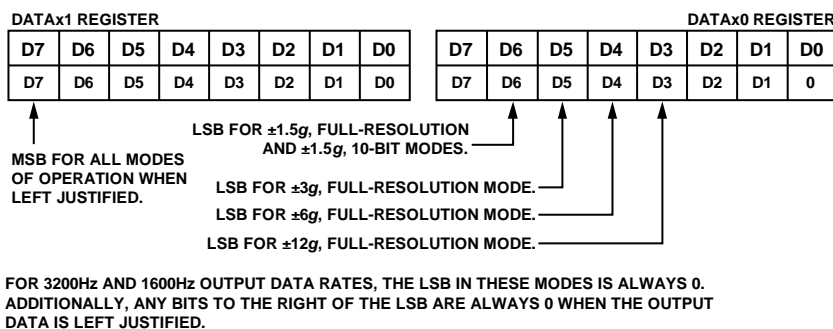 DATAx1 REGISTER
DATAx0 REGISTER
D7 D6 D5 D4 D3 D2 D1 D0
D7 D6 D5 D4 D3 D2 D1 D0
D7 D6 D5 D4 D3 D2 D1 D0
D7 D6 D5 D4 D3 D2 D1 0
MSB FOR ALL MODES
OF OPERATION WHEN
LEFT JUSTIFIED.
LSB FOR ±1.5g, FULL-RESOLUTION
AND ±1.5g, 10-BIT MODES.
LSB FOR ±3g, FULL-RESOLUTION MODE.
LSB FOR ±6g, FULL-RESOLUTION MODE.
LSB FOR ±12g, FULL-RESOLUTION MODE.
FOR 3200Hz AND 1600Hz OUTPUT DATA RATES, THE LSB IN THESE MODES IS ALWAYS 0.
ADDITIONALLY, ANY BITS TO THE RIGHT OF THE LSB ARE ALWAYS 0 WHEN THE OUTPUT
DATA IS LEFT JUSTIFIED.